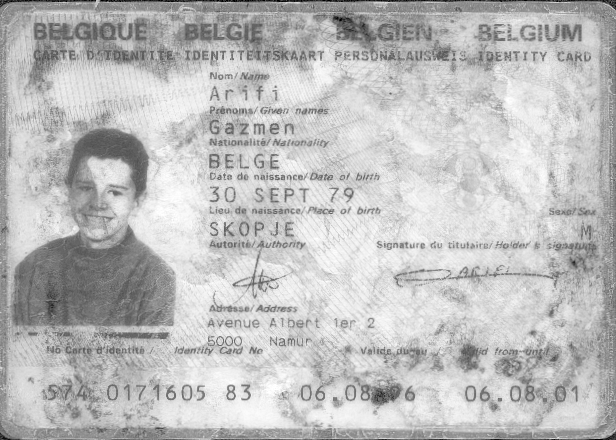 BELGIQUE BELGIE BELGIEN BELGIUM
CARTE D'IDENTITE IDENTITEITSKAART PERSONALAUSWEIS IDENTITY CARD
Nom/Name
Arifi
Prénoms/Given names
Gazmen
Nationalité/Nationality
BELGE
Date de naissance/Date of birth
30 SEPT 79
Lieu de naissance/Place of birth Sexe/Sex
SKOPJE M
Autorité/Authority Signature du titulaire/Holder's signature
Adresse/Address
Avenue Albert 1er 2
5000 Namur
No Carte d'identité / Identity Card No Valide du-au / Valid from-until
574 0171605 83 06.08.96 06.08.01